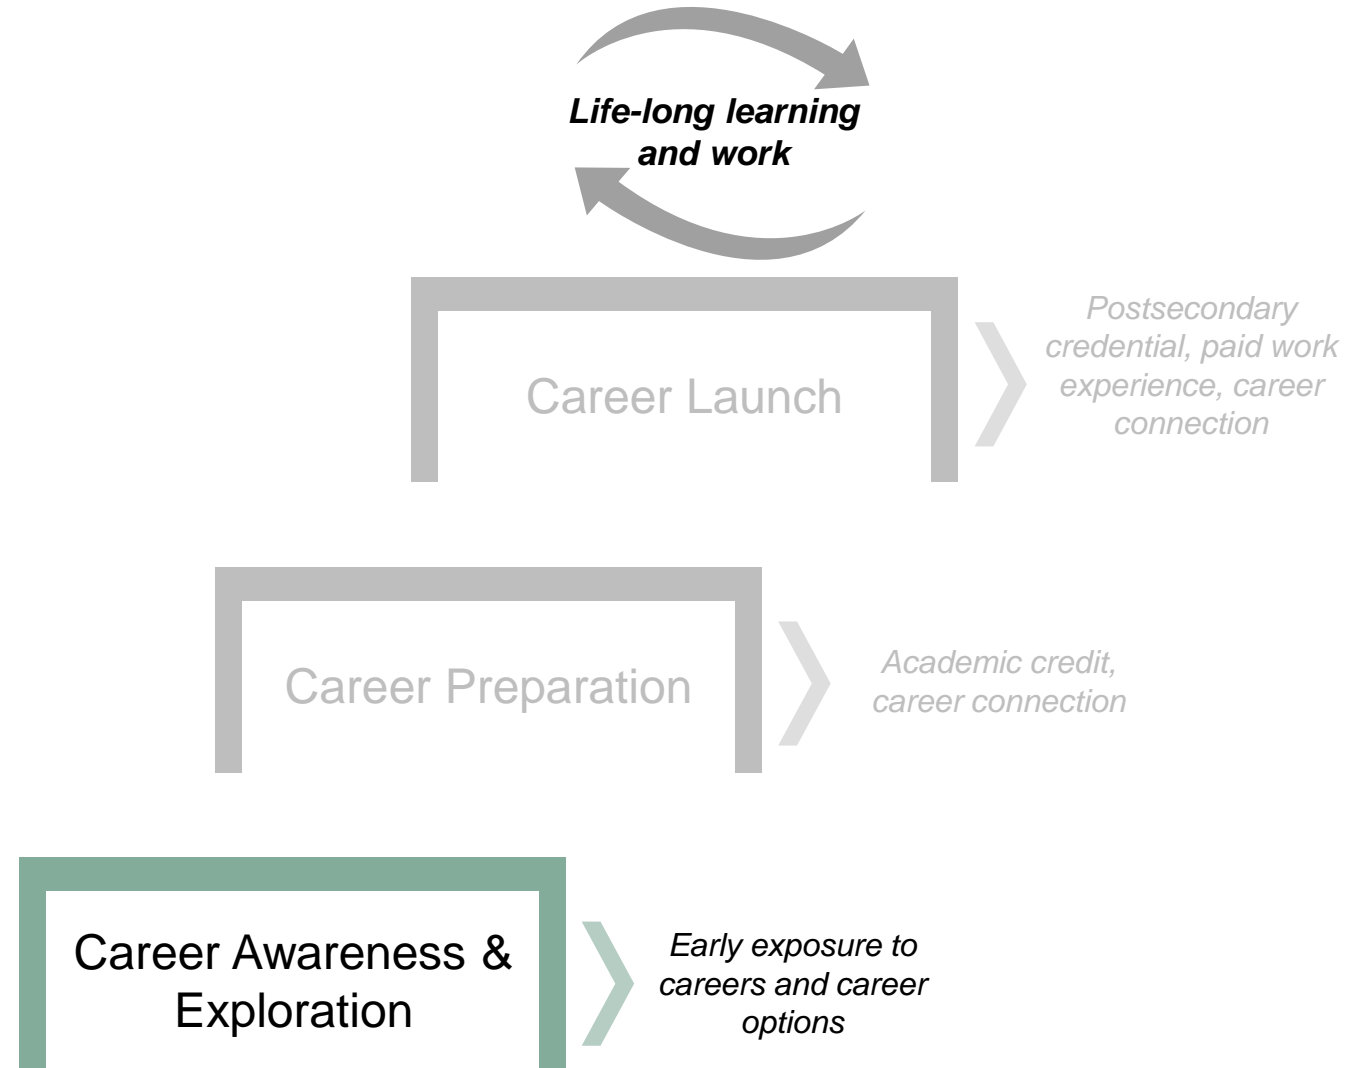 Life-long learning
and work
Career Launch
Postsecondary
credential, paid work
experience, career
connection
Career Preparation
Academic credit,
career connection
Career Awareness &
Exploration
Early exposure to
careers and career
options